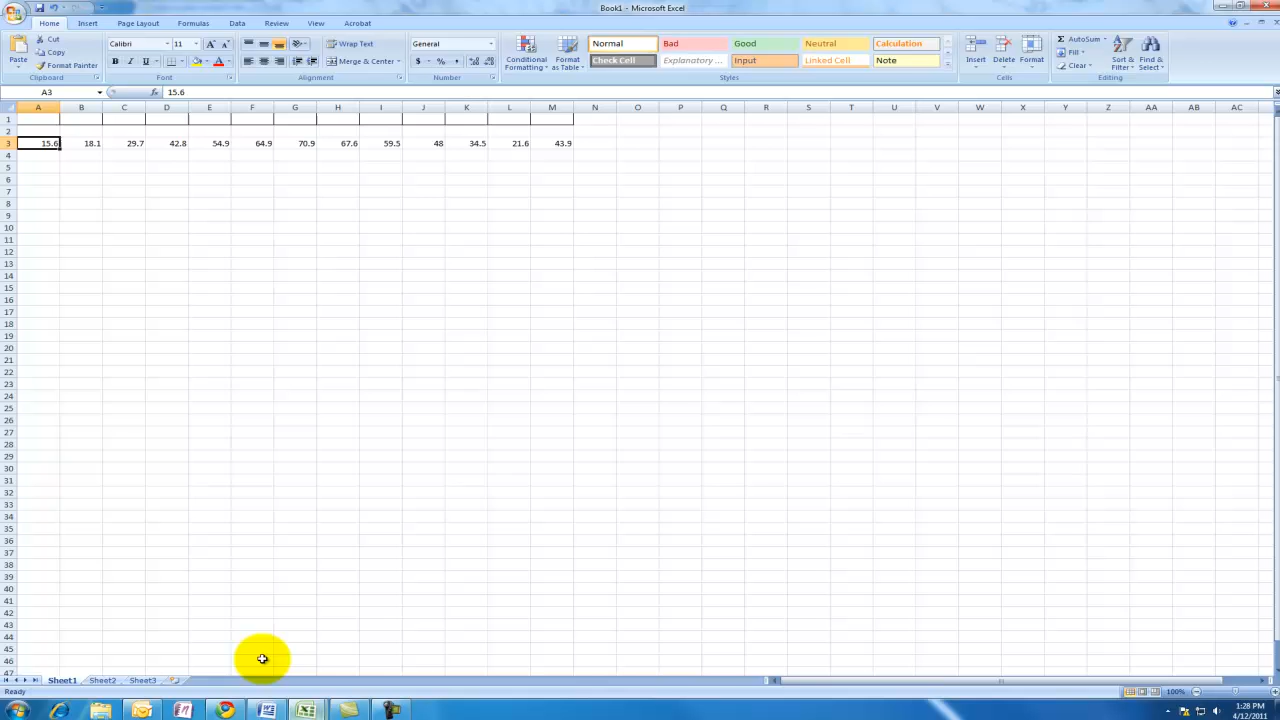 Book1 - Microsoft Excel
Home Insert Page Layout Formulas Data Review View Acrobat
Paste
Cut
Copy
Format Painter
Clipboard
Calibri 11
B I U
Font
Wrap Text
Merge & Center
Alignment
General
$ % ,
Number
Conditional Formatting
Format as Table
Normal Bad Good Neutral Calculation
Check Cell Explanatory ... Input Linked Cell Note
Styles
Insert Delete Format
Cells
Σ AutoSum
Fill
Clear
Sort & Filter
Find & Select
Editing
A3 fx 15.6
A B C D E F G H I J K L M N O P Q R S T U V W X Y Z AA AB AC
1
2
3 15.6 18.1 29.7 42.8 54.9 64.9 70.9 67.6 59.5 48 34.5 21.6 43.9
4
5
6
7
8
9
10
11
12
13
14
15
16
17
18
19
20
21
22
23
24
25
26
27
28
29
30
31
32
33
34
35
36
37
38
39
40
41
42
43
44
45
46
47
Sheet1 Sheet2 Sheet3
Ready 100%
1:28 PM
4/12/2011